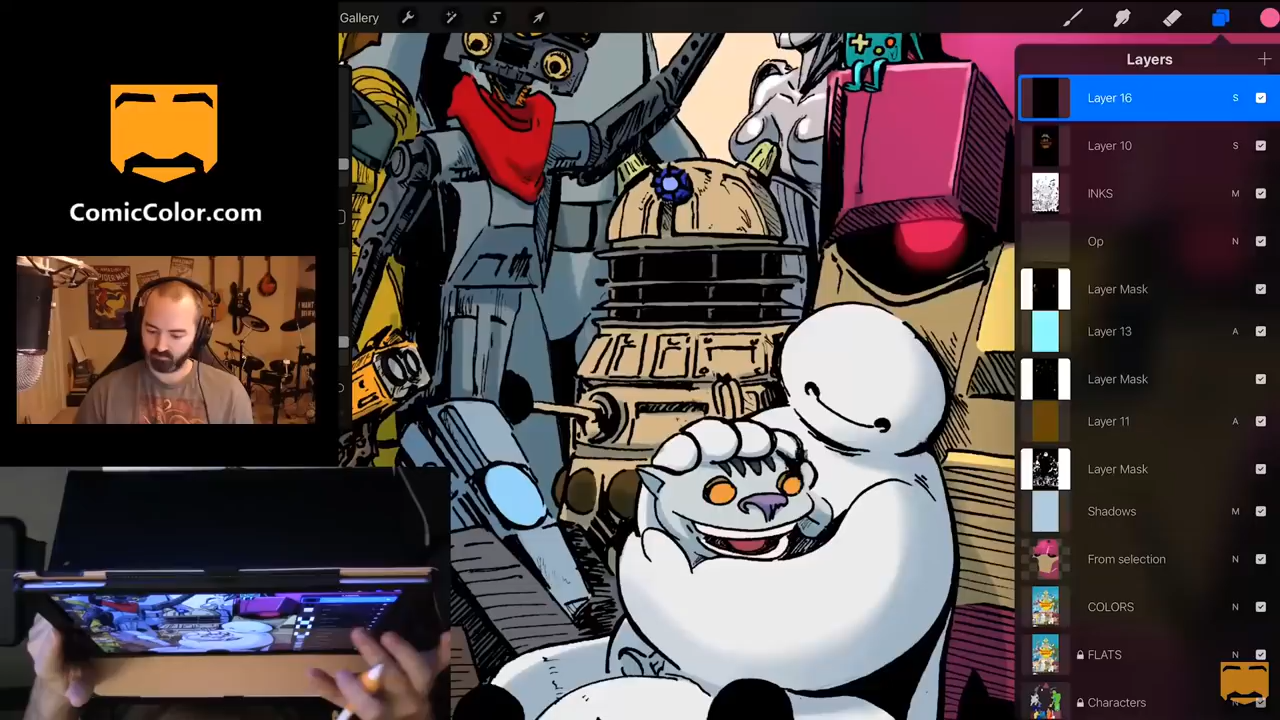 Gallery
Layers
ComicColor.com
Layer 16 S
Layer 10 S
INKS M
Op N
Layer Mask
Layer 13 A
Layer Mask
Layer 11 A
Layer Mask
Shadows M
From selection N
COLORS N
FLATS N
Characters